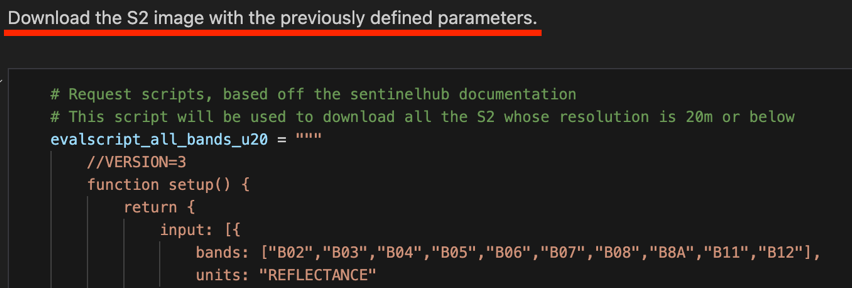 Download the S2 image with the previously defined parameters.
# Request scripts, based off the sentinelhub documentation
# This script will be used to download all the S2 whose resolution is 20m or below
evalscript_all_bands_u20 = """
//VERSION=3
function setup() {
return {
input: [{
bands: ["B02","B03","B04","B05","B06","B07","B08","B8A","B11","B12"],
units: "REFLECTANCE"